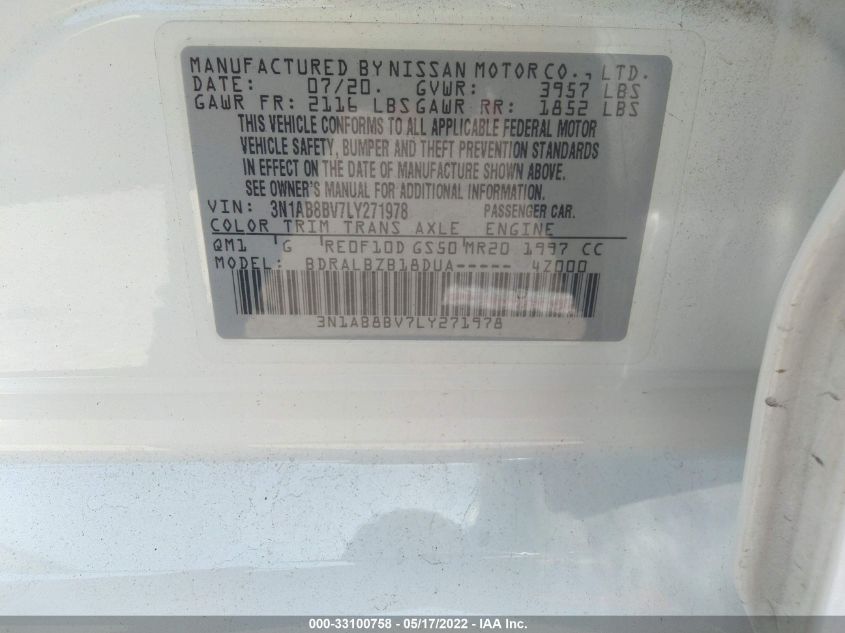 MANUFACTURED BY NISSAN MOTOR CO., LTD.
DATE: 07/20. GVWR: 3957 LBS
GAWR FR: 2116 LBS GAWR RR: 1852 LBS
THIS VEHICLE CONFORMS TO ALL APPLICABLE FEDERAL MOTOR
VEHICLE SAFETY, BUMPER AND THEFT PREVENTION STANDARDS
IN EFFECT ON THE DATE OF MANUFACTURE SHOWN ABOVE.
SEE OWNER'S MANUAL FOR ADDITIONAL INFORMATION.
VIN: 3N1AB8BV7LY271978 PASSENGER CAR.
COLOR TRIM TRANS AXLE ENGINE
QM1 'G 'RE0F10D GS50'MR20 1997 CC
MODEL: BDRALBZB18DUA----- 4Z000
3N1AB8BV7LY271978
000-33100758 - 05/17/2022 - IAA Inc.